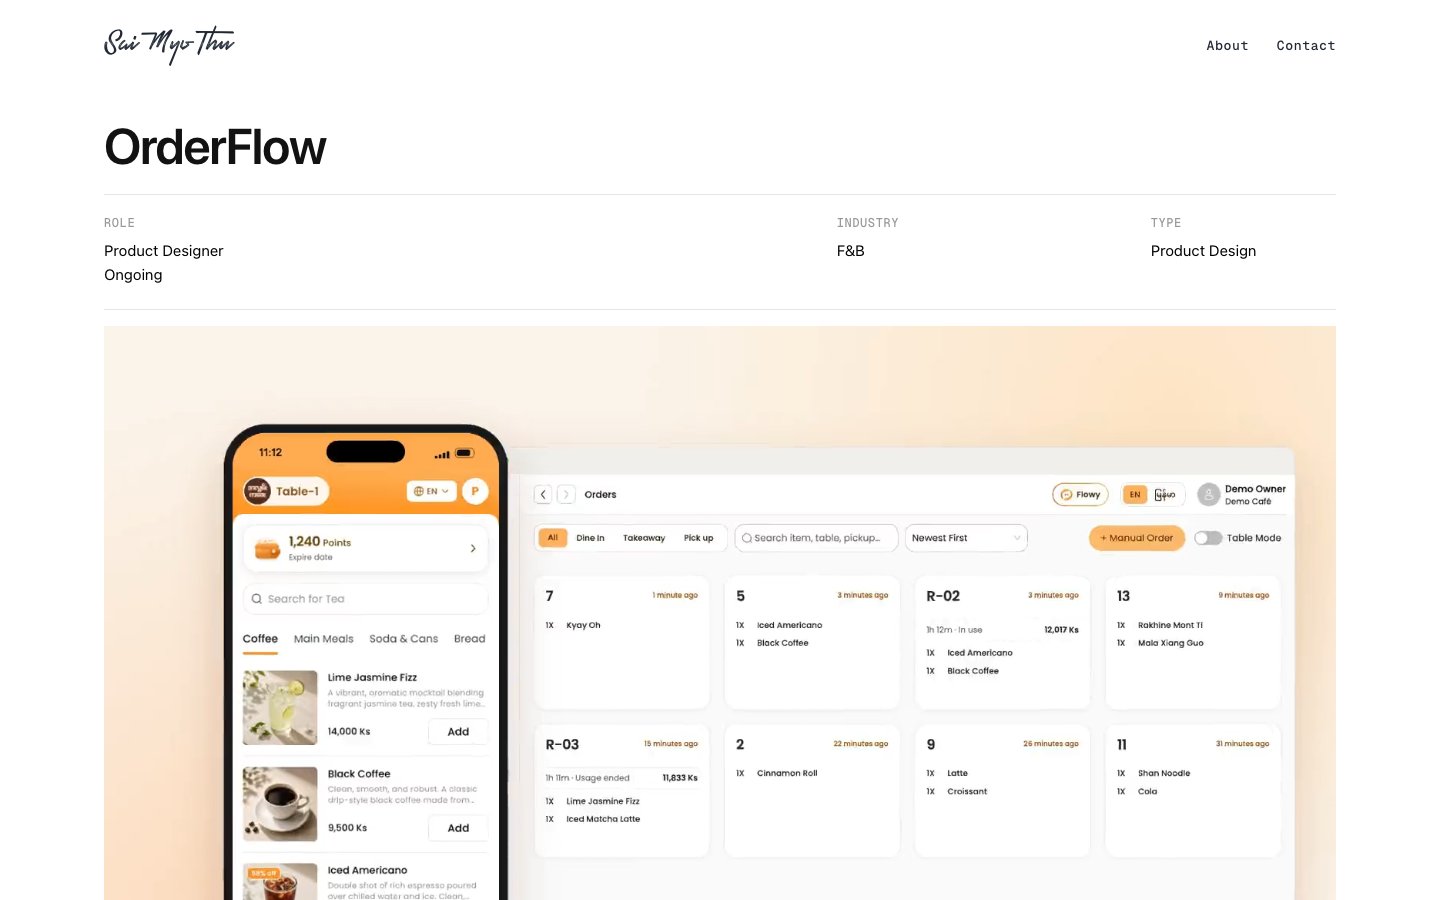 Sai Myo Thu
About
Contact
OrderFlow
ROLE
Product Designer
Ongoing
INDUSTRY
F&B
TYPE
Product Design
11:12
Table-1
EN
P
1,240 Points
Expire date
Search for Tea
Coffee
Main Meals
Soda & Cans
Bread
Lime Jasmine Fizz
A vibrant, aromatic mocktail blending
fragrant jasmine tea, zesty fresh lime...
14,000 Ks
Add
Black Coffee
Clean, smooth, and robust. A classic
drip-style black coffee made from...
9,500 Ks
Add
58% off
Iced Americano
Double shot of rich espresso poured
over chilled water and ice. Clean,...
Orders
Flowy
EN
Demo Owner
Demo Café
All
Dine In
Takeaway
Pick up
Search item, table, pickup...
Newest First
+ Manual Order
Table Mode
7
1 minute ago
1X Kyay Oh
5
3 minutes ago
1X Iced Americano
1X Black Coffee
R-02
3 minutes ago
1h 12m · In use
12,017 Ks
1X Iced Americano
1X Black Coffee
13
9 minutes ago
1X Rakhine Mont Ti
1X Mala Xiang Guo
R-03
15 minutes ago
1h 11m · Usage ended
11,833 Ks
1X Lime Jasmine Fizz
1X Iced Matcha Latte
2
22 minutes ago
1X Cinnamon Roll
9
26 minutes ago
1X Latte
1X Croissant
11
31 minutes ago
1X Shan Noodle
1X Cola